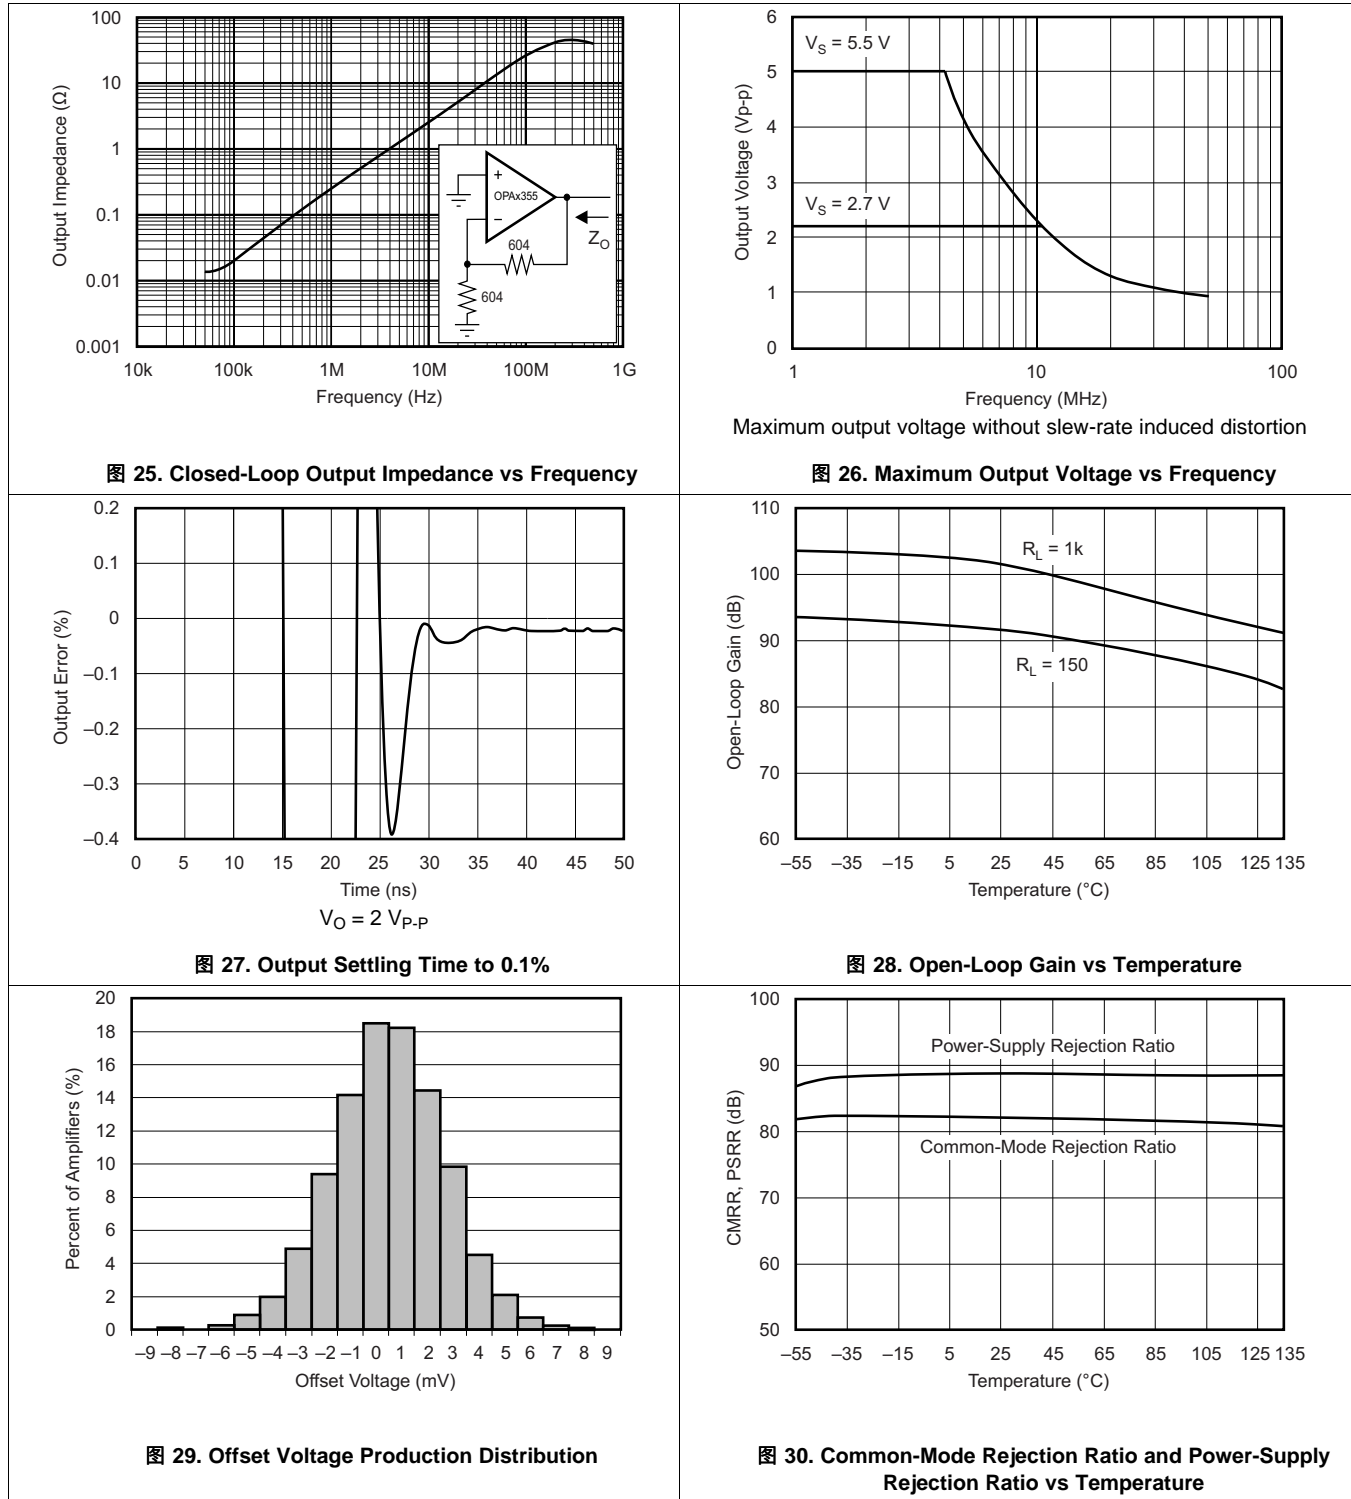 100
10
1
0.1
0.01
0.001
Output Impedance (Ω)
OPAx355
+
–
604
604
ZO
10k 100k 1M 10M 100M 1G
Frequency (Hz)
图 25. Closed-Loop Output Impedance vs Frequency
6
5
4
3
2
1
0
Output Voltage (Vp-p)
VS = 5.5 V
VS = 2.7 V
1 10 100
Frequency (MHz)
Maximum output voltage without slew-rate induced distortion
图 26. Maximum Output Voltage vs Frequency
0.2
0.1
0
–0.1
–0.2
–0.3
–0.4
Output Error (%)
0 5 10 15 20 25 30 35 40 45 50
Time (ns)
VO = 2 VP-P
图 27. Output Settling Time to 0.1%
110
100
90
80
70
60
Open-Loop Gain (dB)
RL = 1k
RL = 150
–55 –35 –15 5 25 45 65 85 105 125 135
Temperature (°C)
图 28. Open-Loop Gain vs Temperature
20
18
16
14
12
10
8
6
4
2
0
Percent of Amplifiers (%)
–9 –8 –7 –6 –5 –4 –3 –2 –1 0 1 2 3 4 5 6 7 8 9
Offset Voltage (mV)
图 29. Offset Voltage Production Distribution
100
90
80
70
60
50
CMRR, PSRR (dB)
Power-Supply Rejection Ratio
Common-Mode Rejection Ratio
–55 –35 –15 5 25 45 65 85 105 125 135
Temperature (°C)
图 30. Common-Mode Rejection Ratio and Power-Supply
Rejection Ratio vs Temperature